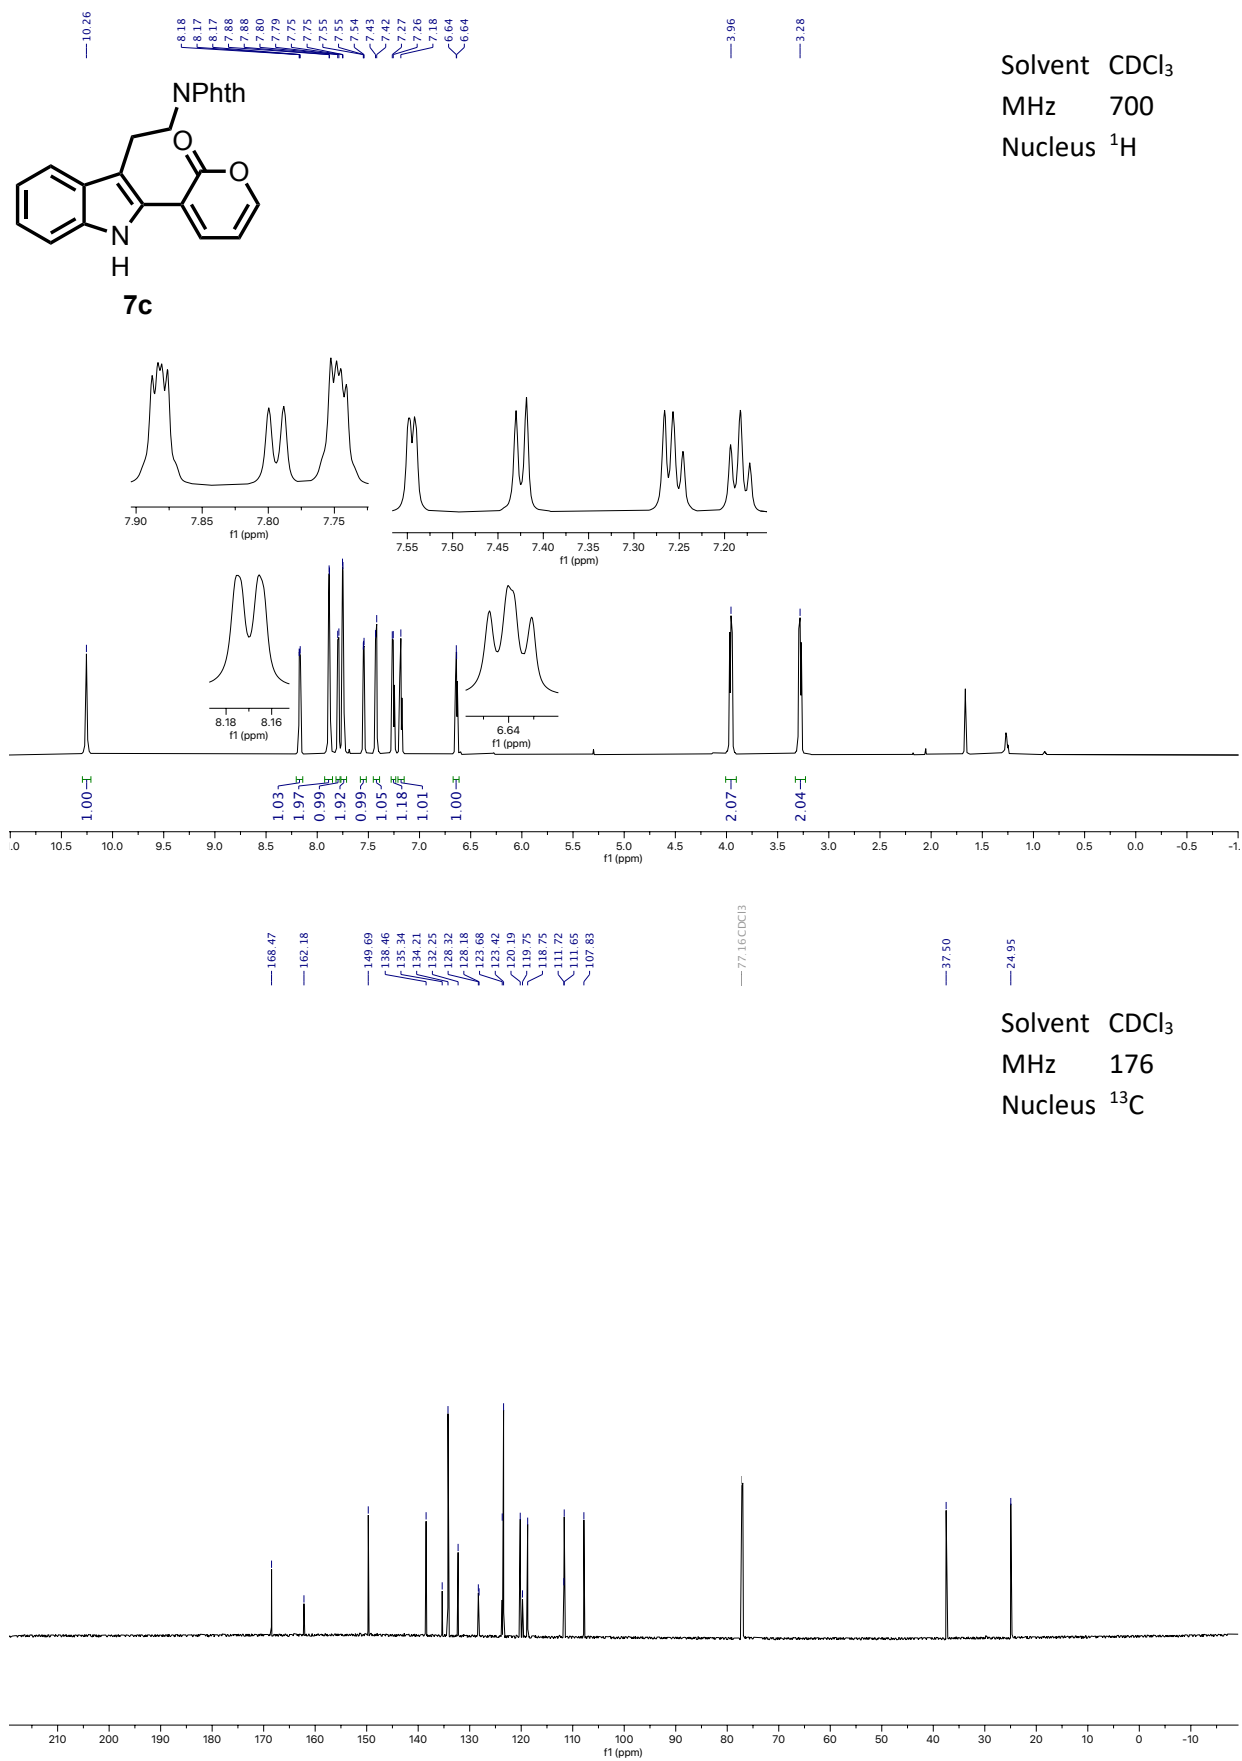 10.26
8.18
8.17
8.17
7.88
7.88
7.80
7.79
7.75
7.75
7.55
7.55
7.54
7.43
7.42
7.27
7.26
7.18
6.64
6.64
3.96
3.28
Solvent CDCl₃
MHz 700
Nucleus ¹H
NPhth
O
O
N
H
7c
7.90 7.85 7.80 7.75
f1 (ppm)
7.55 7.50 7.45 7.40 7.35 7.30 7.25 7.20
f1 (ppm)
8.18 8.16
f1 (ppm)
6.64
f1 (ppm)
1.00
1.03
1.97
0.99
1.92
0.99
1.05
1.18
1.01
1.00
2.07
2.04
.0 10.5 10.0 9.5 9.0 8.5 8.0 7.5 7.0 6.5 6.0 5.5 5.0 4.5 4.0 3.5 3.0 2.5 2.0 1.5 1.0 0.5 0.0 -0.5 -1.
f1 (ppm)
168.47
162.18
149.69
138.46
135.34
134.21
132.25
128.32
128.18
123.68
123.42
120.19
119.75
118.75
111.72
111.65
107.83
77.16 CDCl3
37.50
24.95
Solvent CDCl₃
MHz 176
Nucleus ¹³C
210 200 190 180 170 160 150 140 130 120 110 100 90 80 70 60 50 40 30 20 10 0 -10
f1 (ppm)